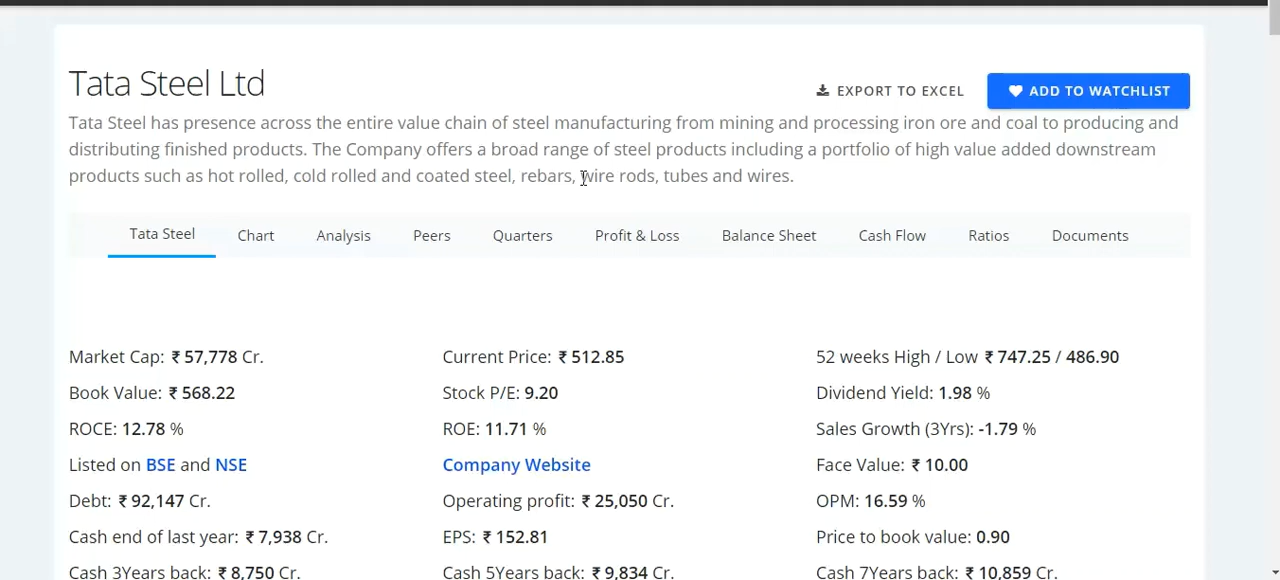 Tata Steel Ltd
EXPORT TO EXCEL
ADD TO WATCHLIST
Tata Steel has presence across the entire value chain of steel manufacturing from mining and processing iron ore and coal to producing and
distributing finished products. The Company offers a broad range of steel products including a portfolio of high value added downstream
products such as hot rolled, cold rolled and coated steel, rebars, wire rods, tubes and wires.
Tata Steel Chart Analysis Peers Quarters Profit & Loss Balance Sheet Cash Flow Ratios Documents
Market Cap: ₹ 57,778 Cr. Current Price: ₹ 512.85 52 weeks High / Low ₹ 747.25 / 486.90
Book Value: ₹ 568.22 Stock P/E: 9.20 Dividend Yield: 1.98 %
ROCE: 12.78 % ROE: 11.71 % Sales Growth (3Yrs): -1.79 %
Listed on BSE and NSE Company Website Face Value: ₹ 10.00
Debt: ₹ 92,147 Cr. Operating profit: ₹ 25,050 Cr. OPM: 16.59 %
Cash end of last year: ₹ 7,938 Cr. EPS: ₹ 152.81 Price to book value: 0.90
Cash 3Years back: ₹ 8,750 Cr. Cash 5Years back: ₹ 9,834 Cr. Cash 7Years back: ₹ 10,859 Cr.